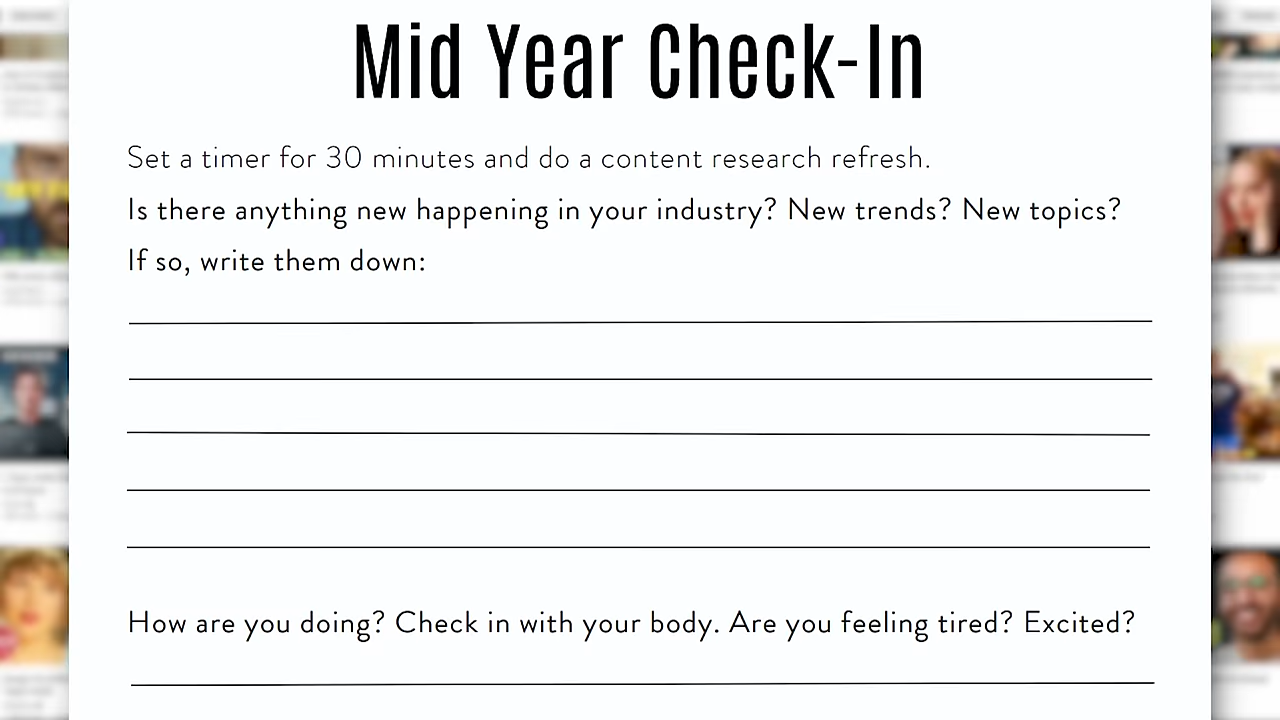 Mid Year Check-In
Set a timer for 30 minutes and do a content research refresh.
Is there anything new happening in your industry? New trends? New topics?
If so, write them down:
How are you doing? Check in with your body. Are you feeling tired? Excited?